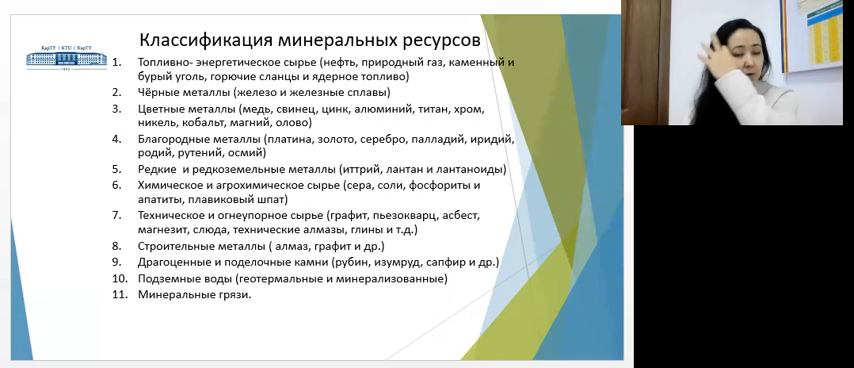 КарТУ | KTU | КарТУ
Классификация минеральных ресурсов
1. Топливно- энергетическое сырье (нефть, природный газ, каменный и
бурый уголь, горючие сланцы и ядерное топливо)
2. Чёрные металлы (железо и железные сплавы)
3. Цветные металлы (медь, свинец, цинк, алюминий, титан, хром,
никель, кобальт, магний, олово)
4. Благородные металлы (платина, золото, серебро, палладий, иридий,
родий, рутений, осмий)
5. Редкие и редкоземельные металлы (иттрий, лантан и лантаноиды)
6. Химическое и агрохимическое сырье (сера, соли, фосфориты и
апатиты, плавиковый шпат)
7. Техническое и огнеупорное сырье (графит, пьезокварц, асбест,
магнезит, слюда, технические алмазы, глины и т.д.)
8. Строительные металлы ( алмаз, графит и др.)
9. Драгоценные и поделочные камни (рубин, изумруд, сапфир и др.)
10. Подземные воды (геотермальные и минерализованные)
11. Минеральные грязи.